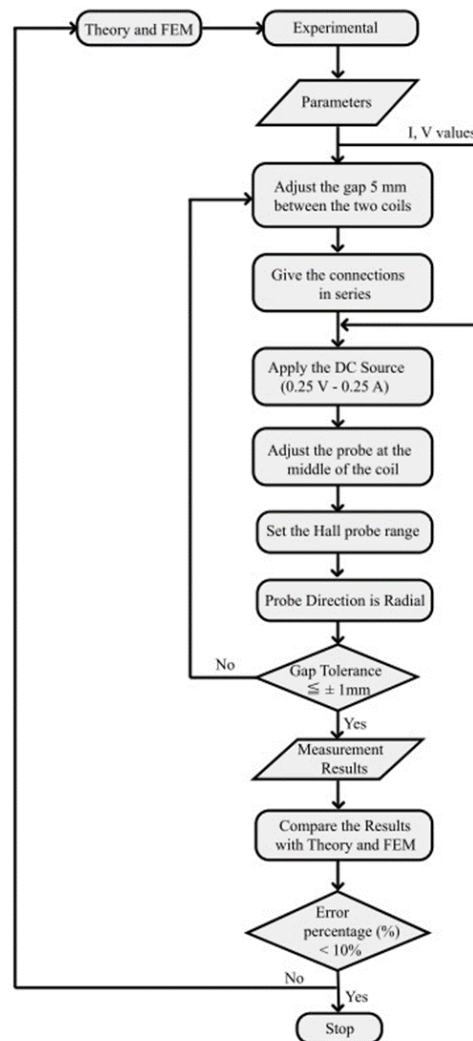 Theory and FEM
Experimental
Parameters
I, V values
Adjust the gap 5 mm
between the two coils
Give the connections
in series
Apply the DC Source
(0.25 V - 0.25 A)
Adjust the probe at the
middle of the coil
Set the Hall probe range
Probe Direction is Radial
No
Gap Tolerance
≦ ± 1mm
Yes
Measurement
Results
Compare the Results
with Theory and FEM
Error
percentage (%)
< 10%
No
Yes
Stop